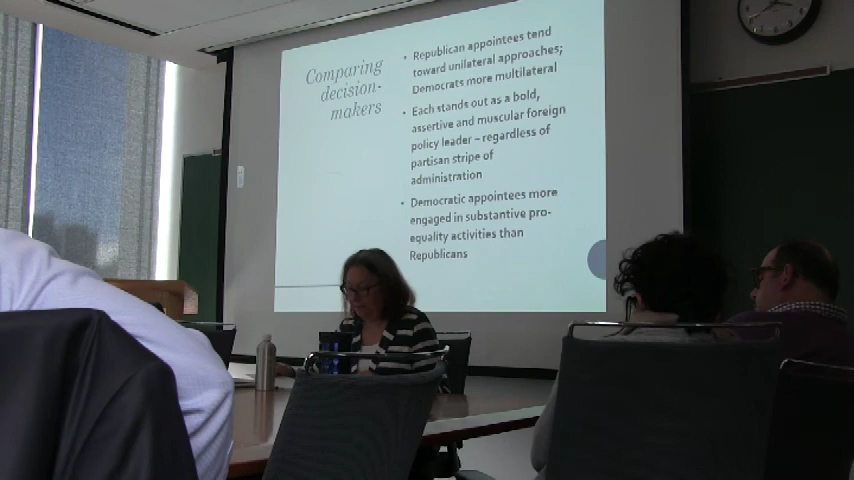 Comparing
decision-
makers
• Republican appointees tend
toward unilateral approaches;
Democrats more multilateral
• Each stands out as a bold,
assertive and muscular foreign
policy leader – regardless of
partisan stripe of
administration
• Democratic appointees more
engaged in substantive pro-
equality activities than
Republicans